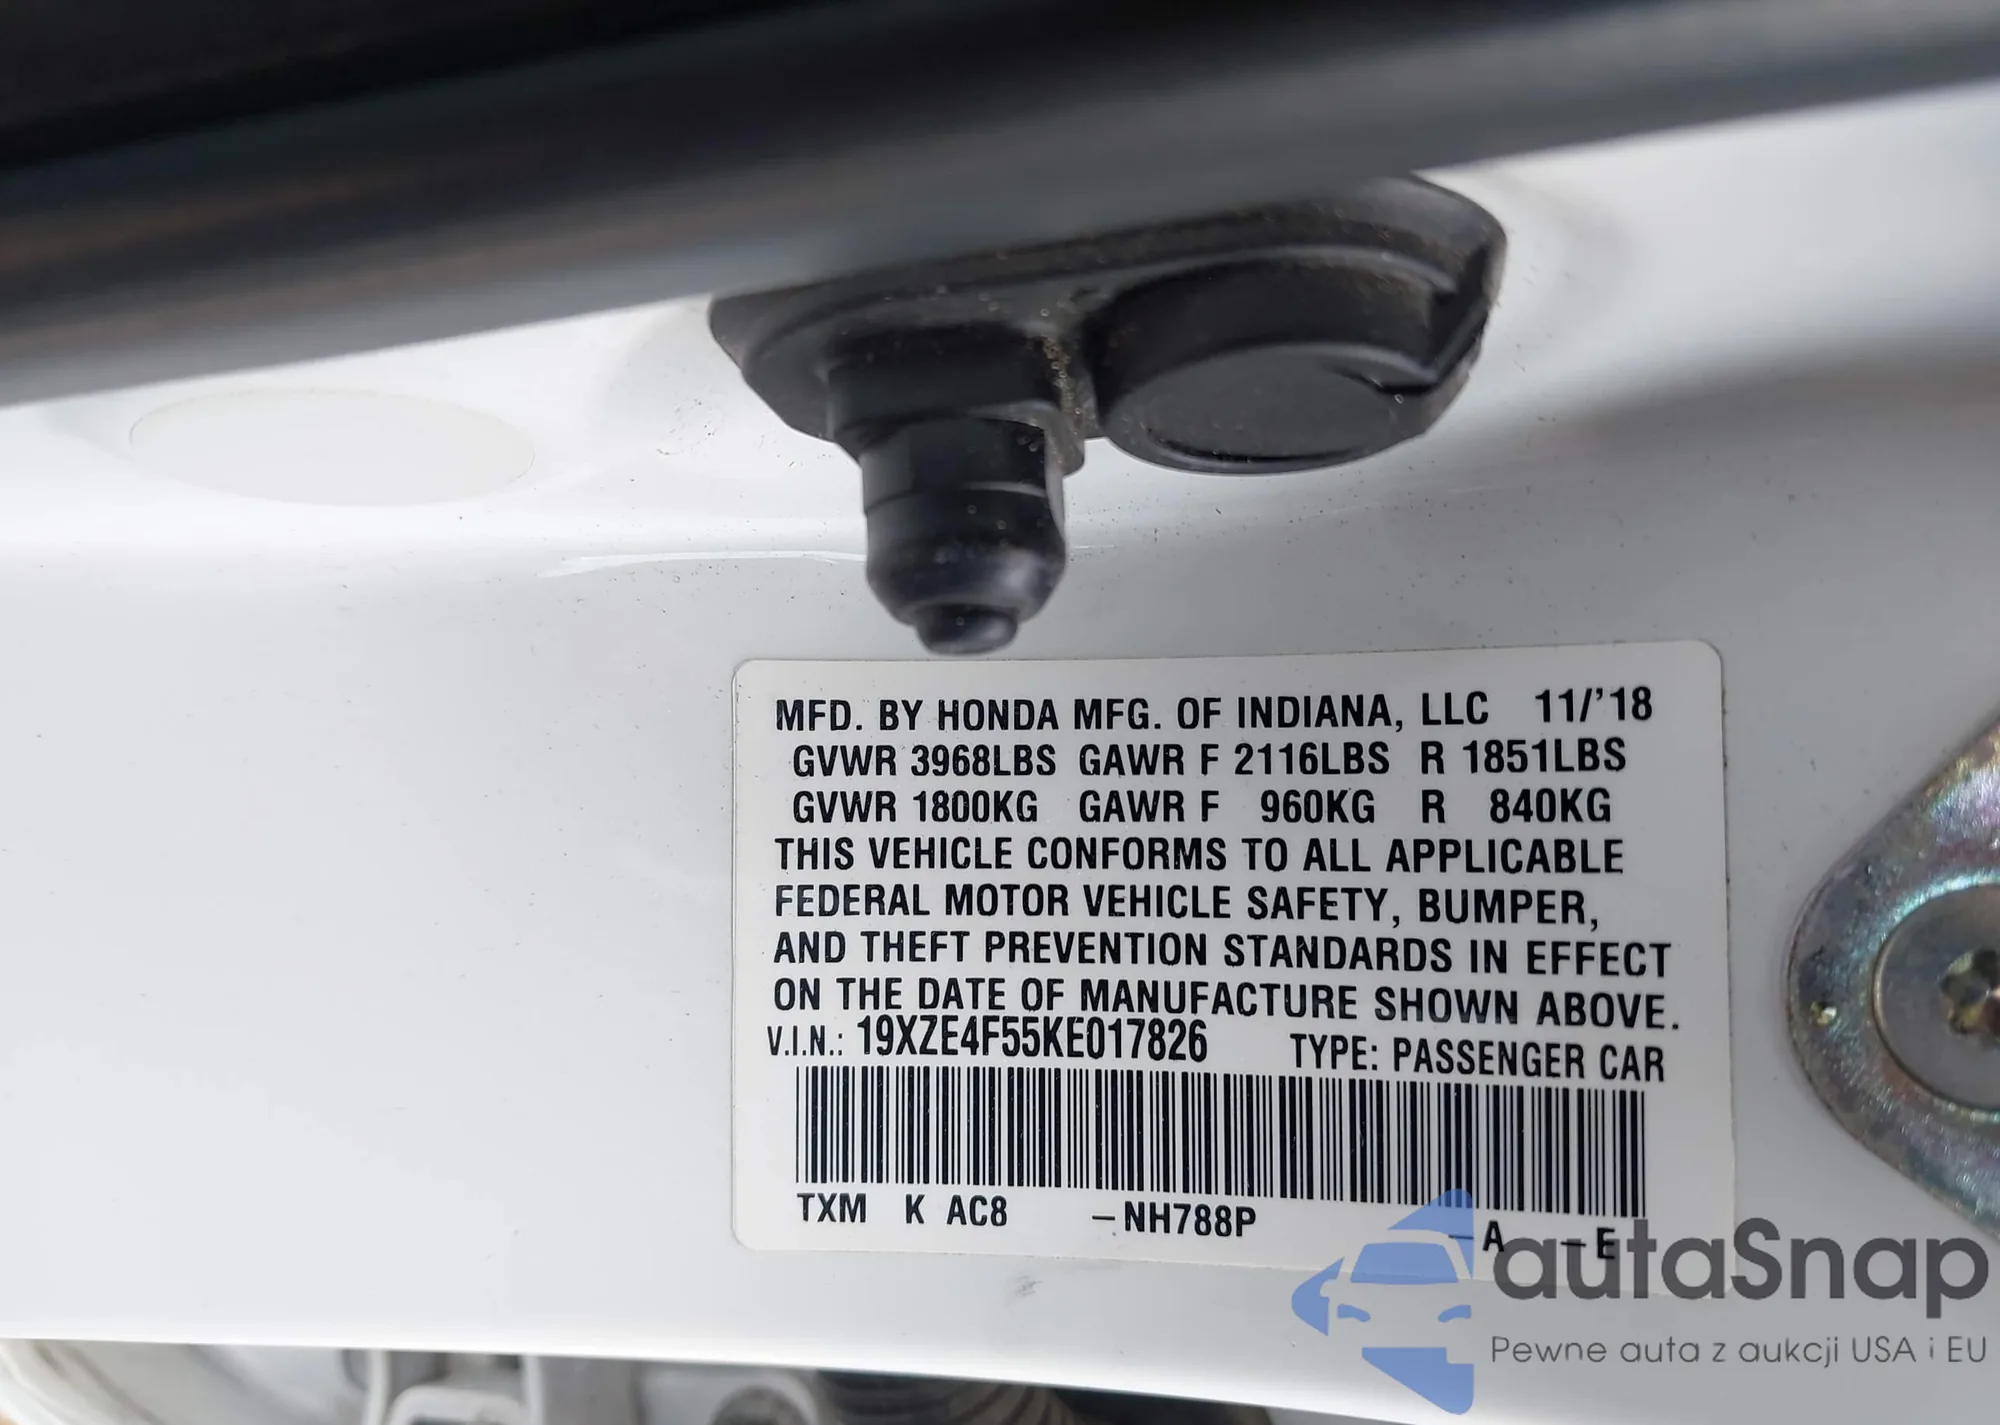 MFD. BY HONDA MFG. OF INDIANA, LLC 11/'18
GVWR 3968LBS GAWR F 2116LBS R 1851LBS
GVWR 1800KG GAWR F 960KG R 840KG
THIS VEHICLE CONFORMS TO ALL APPLICABLE
FEDERAL MOTOR VEHICLE SAFETY, BUMPER,
AND THEFT PREVENTION STANDARDS IN EFFECT
ON THE DATE OF MANUFACTURE SHOWN ABOVE.
V.I.N.: 19XZE4F55KE017826 TYPE: PASSENGER CAR
TXM K AC8 –NH788P –A –E
autaSnap
Pewne auta z aukcji USA i EU